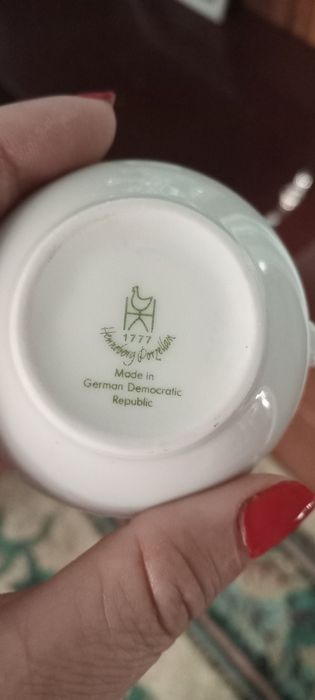 1777
Henneberg Porzellan
Made in
German Democratic
Republic